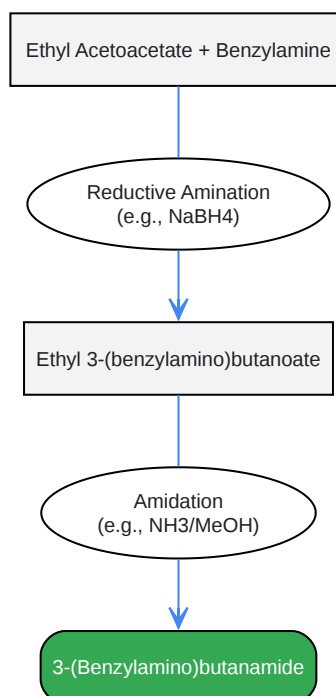 Ethyl Acetoacetate + Benzylamine
Reductive Amination
(e.g., NaBH4)
Ethyl 3-(benzylamino)butanoate
Amidation
(e.g., NH3/MeOH)
3-(Benzylamino)butanamide